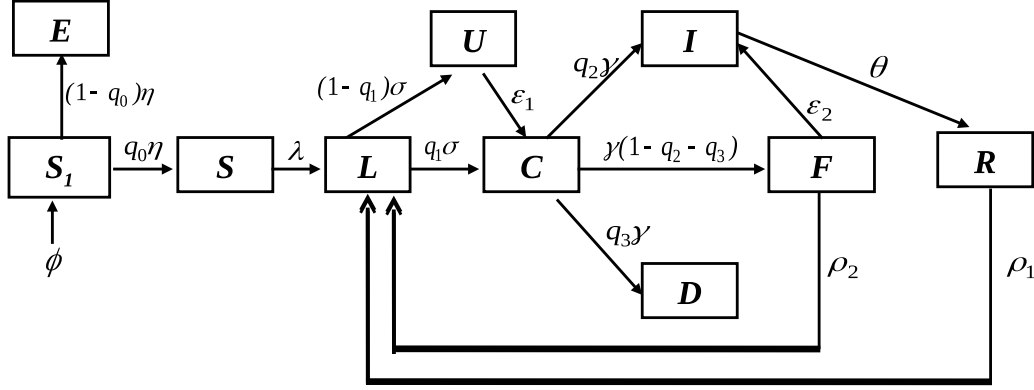 E
U
I
(1- q₀)η
(1- q₁)σ
ε₁
q₂γ
ε₂
θ
S₁
q₀η
S
λ
L
q₁σ
C
γ(1- q₂ - q₃)
F
R
ϕ
q₃γ
D
ρ₂
ρ₁